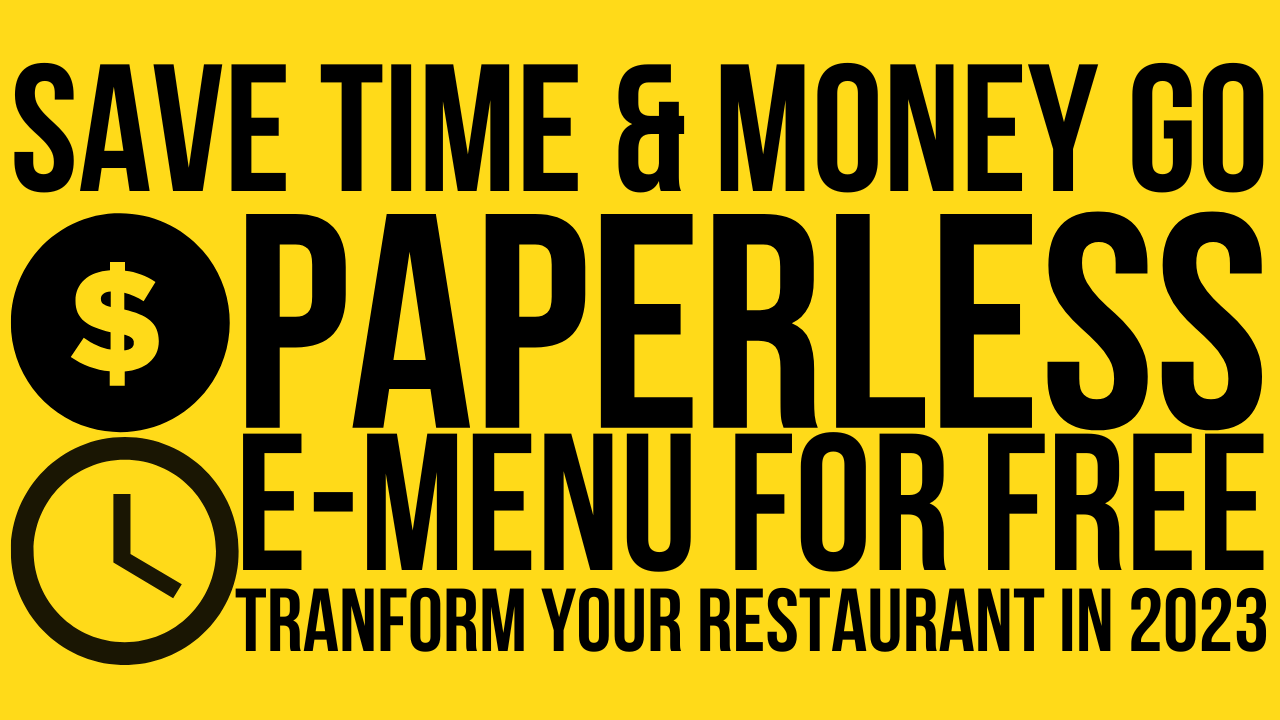 SAVE TIME & MONEY GO
$ PAPERLESS
E-MENU FOR FREE
TRANFORM YOUR RESTAURANT IN 2023